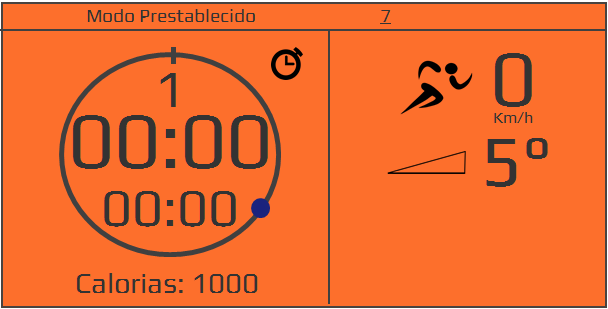 Modo Prestablecido 7
1
00:00
00:00
Calorias: 1000
0
Km/h
5º